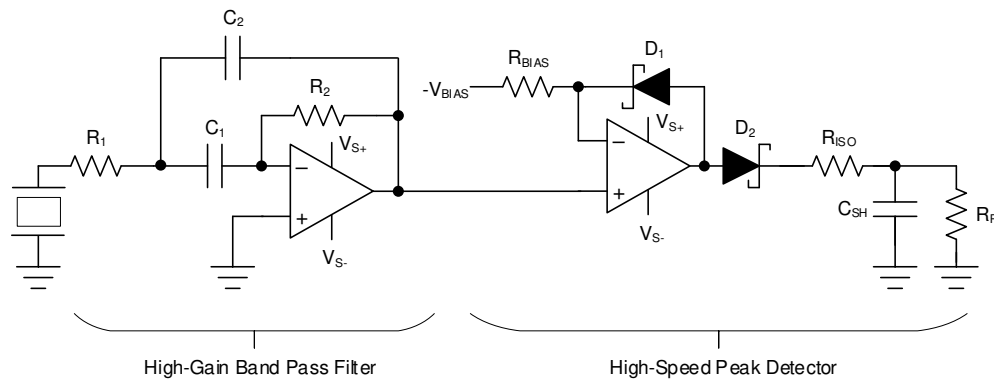 C2
R2
C1
R1
VS+
VS-
-VBIAS
RBIAS
D1
VS+
VS-
D2
RISO
CSH
High-Gain Band Pass Filter
High-Speed Peak Detector